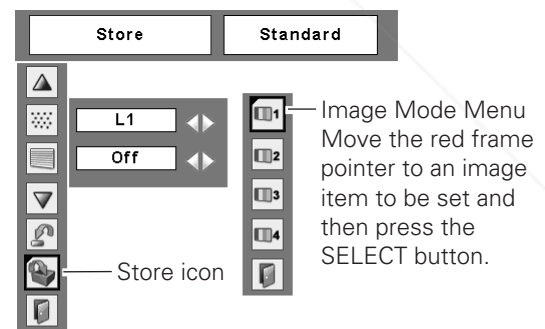 Store Standard
L1
Off
1
2
3
4
Image Mode Menu
Move the red frame
pointer to an image
item to be set and
then press the
SELECT button.
Store icon